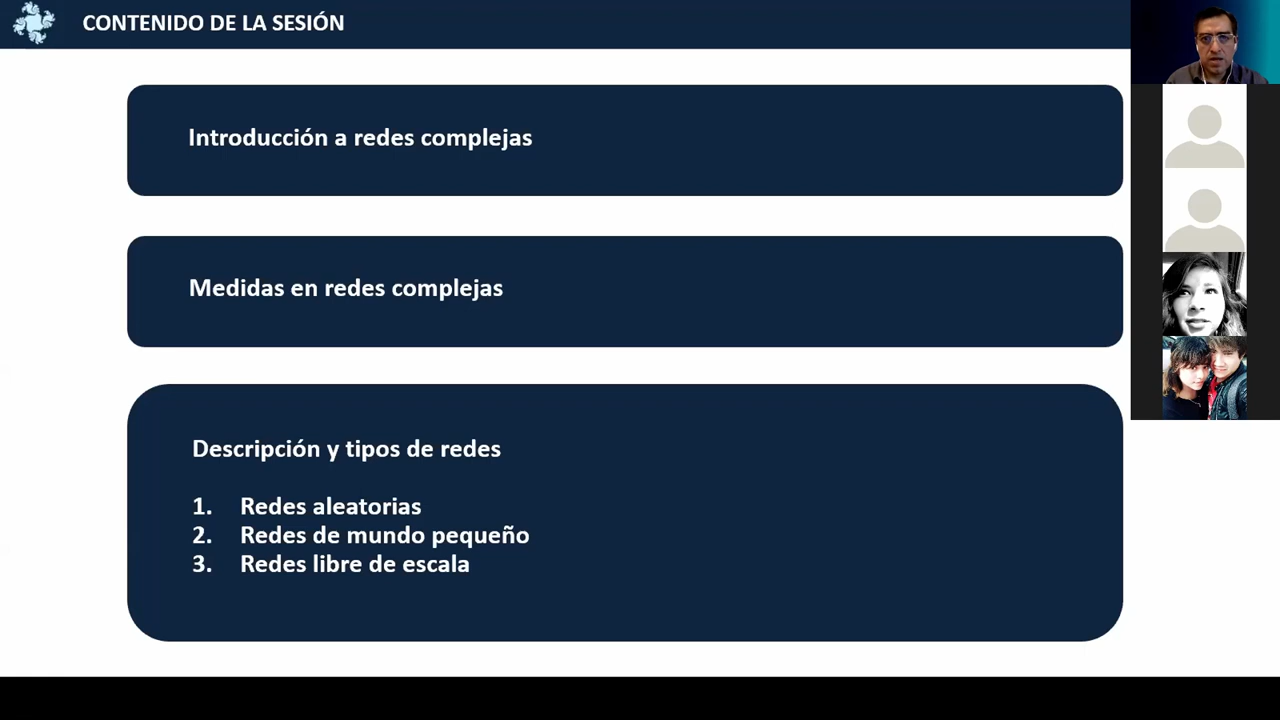 CONTENIDO DE LA SESIÓN
Introducción a redes complejas
Medidas en redes complejas
Descripción y tipos de redes
1. Redes aleatorias
2. Redes de mundo pequeño
3. Redes libre de escala